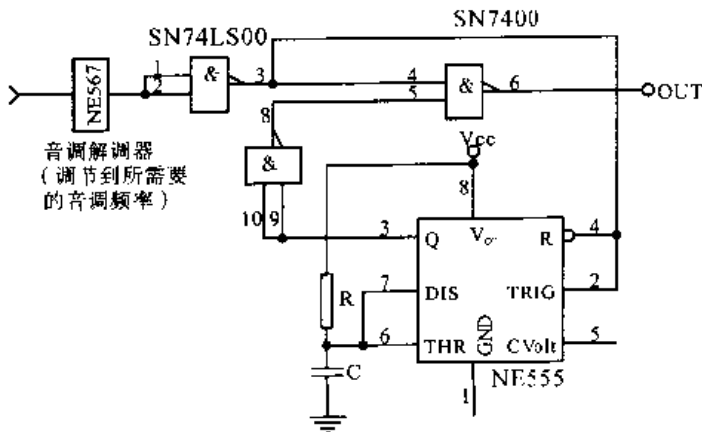 SN7400
SN74LS00
1
2
&
3
4
5
&
6
OUT
NE567
8
Vcc
音调解调器
(调节到所需要
的音调频率)
&
8
10 9
3
Q
Vcc
R
4
R
7
DIS
TRIG
2
6
THR
GND
CVolt
5
C
NE555
1